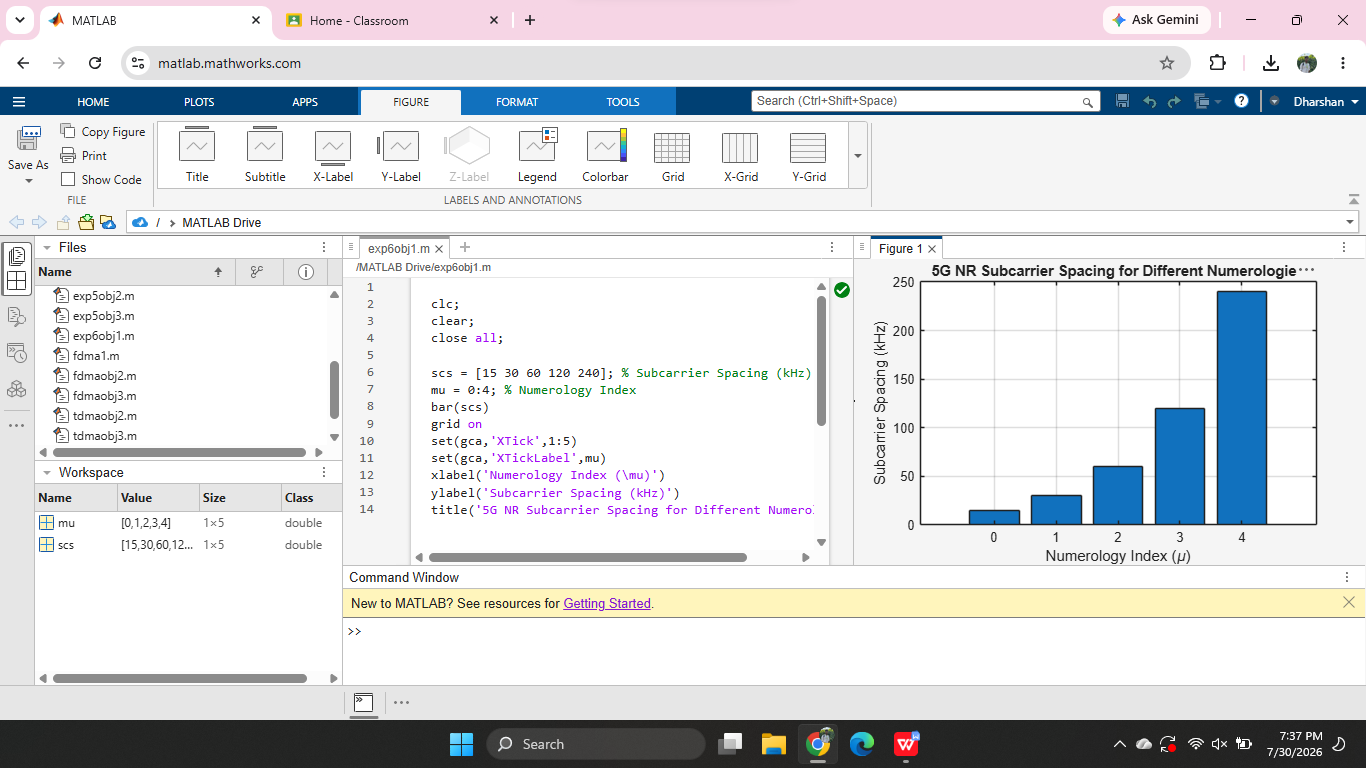 MATLAB
Home - Classroom
Ask Gemini
matlab.mathworks.com
HOME
PLOTS
APPS
FIGURE
FORMAT
TOOLS
Search (Ctrl+Shift+Space)
Dharshan
Save As
Copy Figure
Print
Show Code
FILE
Title
Subtitle
X-Label
Y-Label
Z-Label
Legend
Colorbar
Grid
X-Grid
Y-Grid
LABELS AND ANNOTATIONS
/ MATLAB Drive
Files
Name
exp5obj2.m
exp5obj3.m
exp6obj1.m
fdma1.m
fdmaobj2.m
fdmaobj3.m
tdmaobj2.m
tdmaobj3.m
Workspace
Name Value Size Class
mu [0,1,2,3,4] 1×5 double
scs [15,30,60,12... 1×5 double
exp6obj1.m
/MATLAB Drive/exp6obj1.m
1
2 clc;
3 clear;
4 close all;
5
6 scs = [15 30 60 120 240]; % Subcarrier Spacing (kHz)
7 mu = 0:4; % Numerology Index
8 bar(scs)
9 grid on
10 set(gca,'XTick',1:5)
11 set(gca,'XTickLabel',mu)
12 xlabel('Numerology Index (\mu)')
13 ylabel('Subcarrier Spacing (kHz)')
14 title('5G NR Subcarrier Spacing for Different Numerol
Figure 1
5G NR Subcarrier Spacing for Different Numerologie
250
200
150
100
50
0
Subcarrier Spacing (kHz)
0 1 2 3 4
Numerology Index (μ)
Command Window
New to MATLAB? See resources for Getting Started.
>>
Search
7:37 PM
7/30/2026